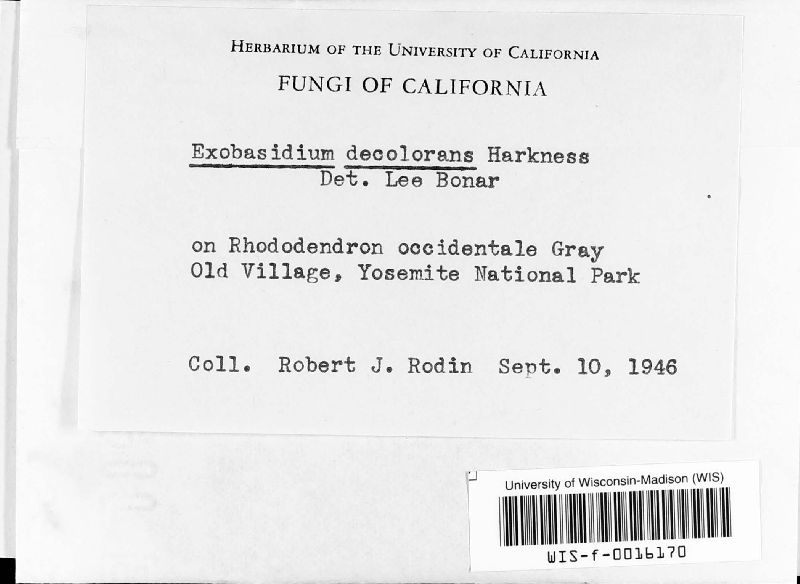 HERBARIUM OF THE UNIVERSITY OF CALIFORNIA
FUNGI OF CALIFORNIA
Exobasidium decolorans Harkness
Det. Lee Bonar
on Rhododendron occidentale Gray
Old Village, Yosemite National Park
Coll. Robert J. Rodin Sept. 10, 1946
University of Wisconsin-Madison (WIS)
WIS-f-0016170